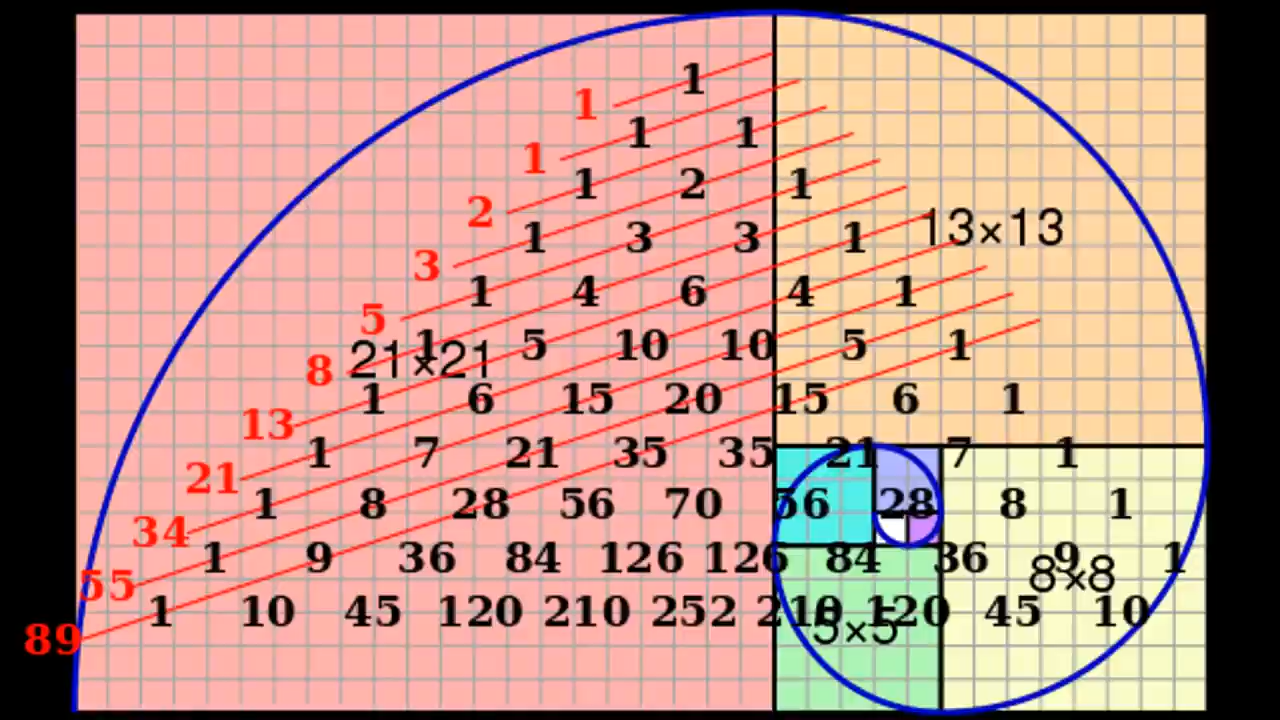 1
1
1 1
1
1 2 1
2
13×13
1 3 3 1
3
1 4 6 4 1
5
1 5 10 10 5 1
21×21
8
1 6 15 20 15 6 1
13
1 7 21 35 35 21 7 1
21
1 8 28 56 70 56 28 8 1
34
1 9 36 84 126 126 84 36 9 1
8×8
55
1 10 45 120 210 252 210 120 45 10
5×5
89